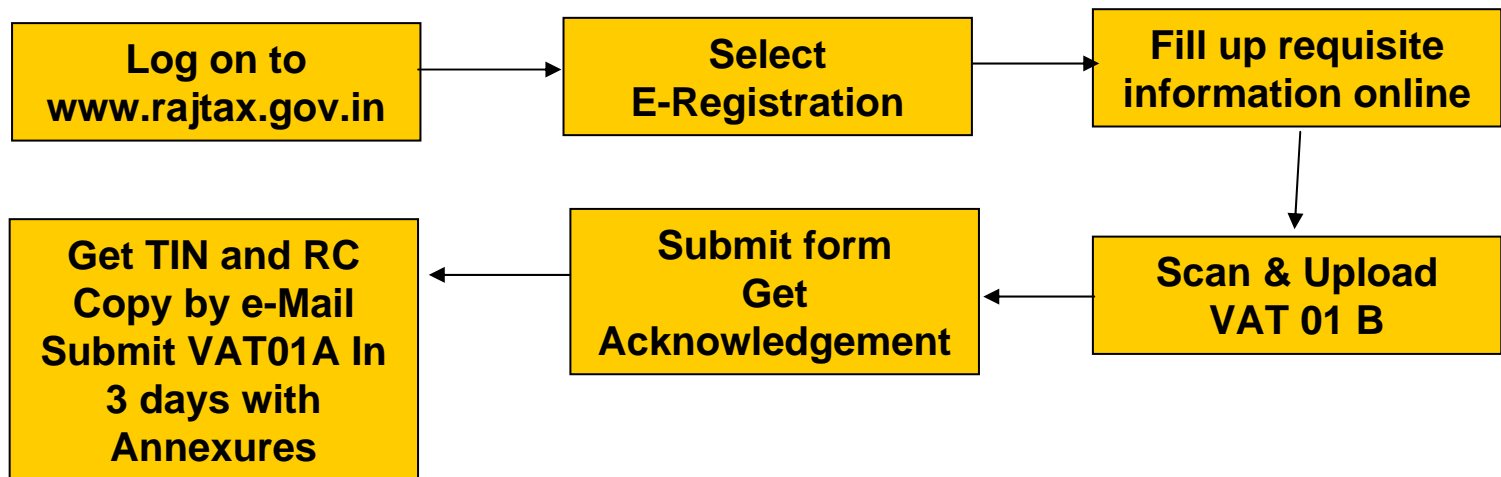 Log on to
www.rajtax.gov.in
Select
E-Registration
Fill up requisite
information online
Scan & Upload
VAT 01 B
Submit form
Get
Acknowledgement
Get TIN and RC
Copy by e-Mail
Submit VAT01A In
3 days with
Annexures